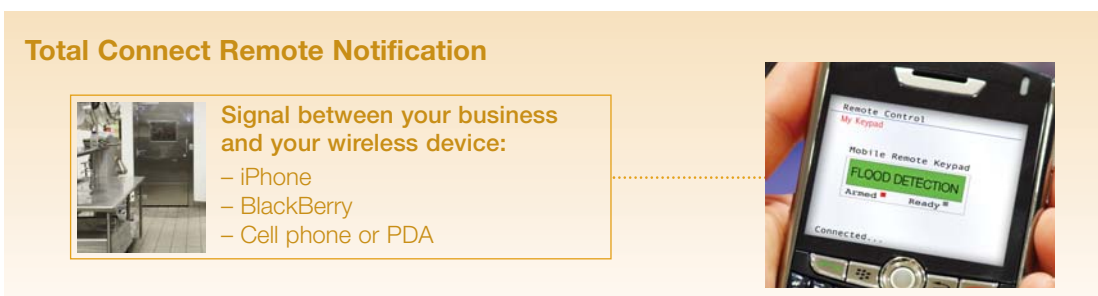 Total Connect Remote Notification
Signal between your business
and your wireless device:
– iPhone
– BlackBerry
– Cell phone or PDA
Remote Control
My Keypad
Mobile Remote Keypad
FLOOD DETECTION
Armed Ready
Connected...